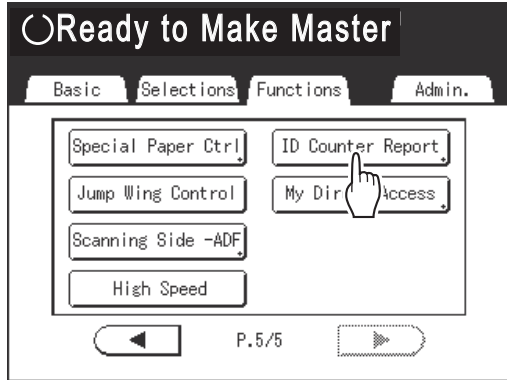 Ready to Make Master
Basic Selections Functions Admin.
Special Paper Ctrl ID Counter Report
Jump Wing Control My Dir Access
Scanning Side -ADF
High Speed
P.5/5